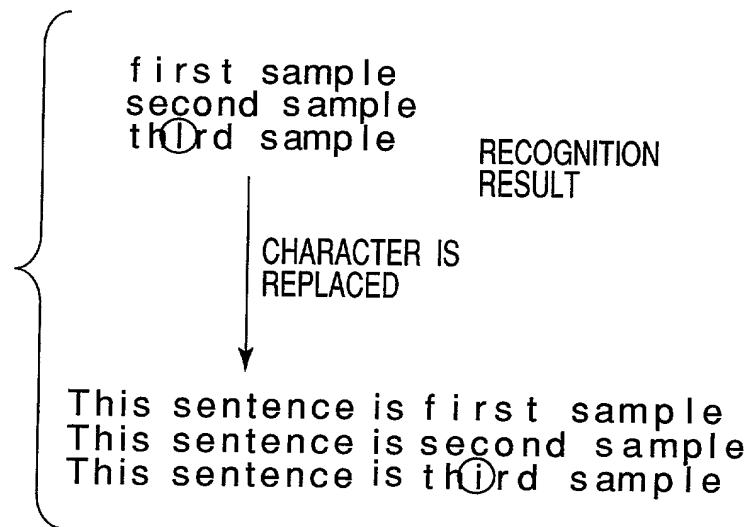 first sample
second sample
thlrd sample
RECOGNITION
RESULT
CHARACTER IS
REPLACED
This sentence is first sample
This sentence is second sample
This sentence is third sample